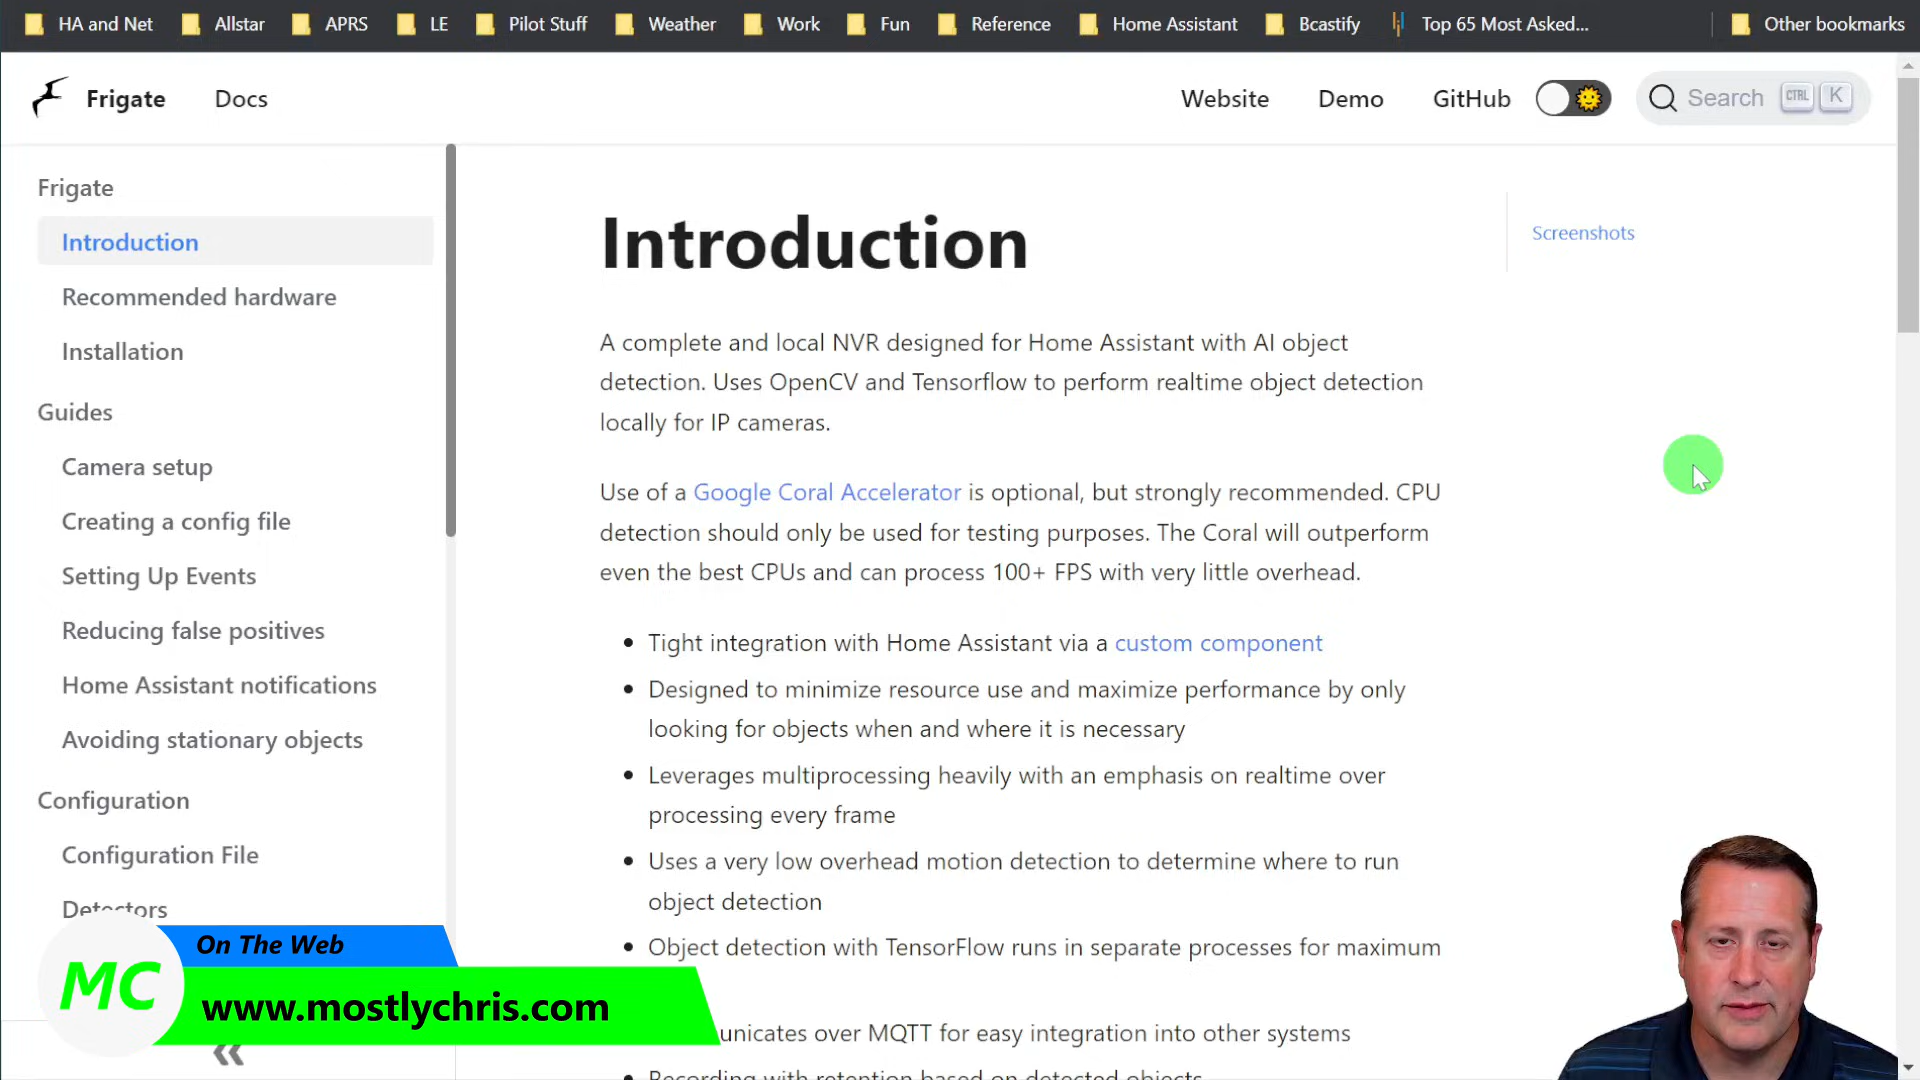 HA and Net Allstar APRS LE Pilot Stuff Weather Work Fun Reference Home Assistant Bcastify Top 65 Most Asked... Other bookmarks
Frigate Docs Website Demo GitHub Search CTRL K
Frigate
Introduction
Recommended hardware
Installation
Guides
Camera setup
Creating a config file
Setting Up Events
Reducing false positives
Home Assistant notifications
Avoiding stationary objects
Configuration
Configuration File
Detectors
Introduction
A complete and local NVR designed for Home Assistant with AI object
detection. Uses OpenCV and Tensorflow to perform realtime object detection
locally for IP cameras.
Use of a Google Coral Accelerator is optional, but strongly recommended. CPU
detection should only be used for testing purposes. The Coral will outperform
even the best CPUs and can process 100+ FPS with very little overhead.
Tight integration with Home Assistant via a custom component
Designed to minimize resource use and maximize performance by only
looking for objects when and where it is necessary
Leverages multiprocessing heavily with an emphasis on realtime over
processing every frame
Uses a very low overhead motion detection to determine where to run
object detection
Object detection with TensorFlow runs in separate processes for maximum
unicates over MQTT for easy integration into other systems
Recording with retention based on detected objects
Screenshots
On The Web
MC
www.mostlychris.com